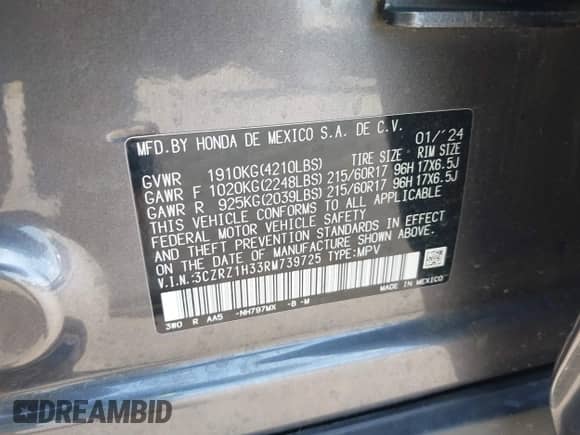 MFD.BY HONDA DE MEXICO S.A. DE C.V. 01/'24
GVWR 1910KG(4210LBS) TIRE SIZE RIM SIZE
GAWR F 1020KG(2248LBS) 215/60R17 96H 17X6.5J
GAWR R 925KG(2039LBS) 215/60R17 96H 17X6.5J
THIS VEHICLE CONFORMS TO ALL APPLICABLE
FEDERAL MOTOR VEHICLE SAFETY
AND THEFT PREVENTION STANDARDS IN EFFECT
ON THE DATE OF MANUFACTURE SHOWN ABOVE.
V.I.N.:3CZRZ1H33RM739725 TYPE:MPV
3W0 R AA5 -NH797MX -B -M
MADE IN MEXICO
DREAMBID